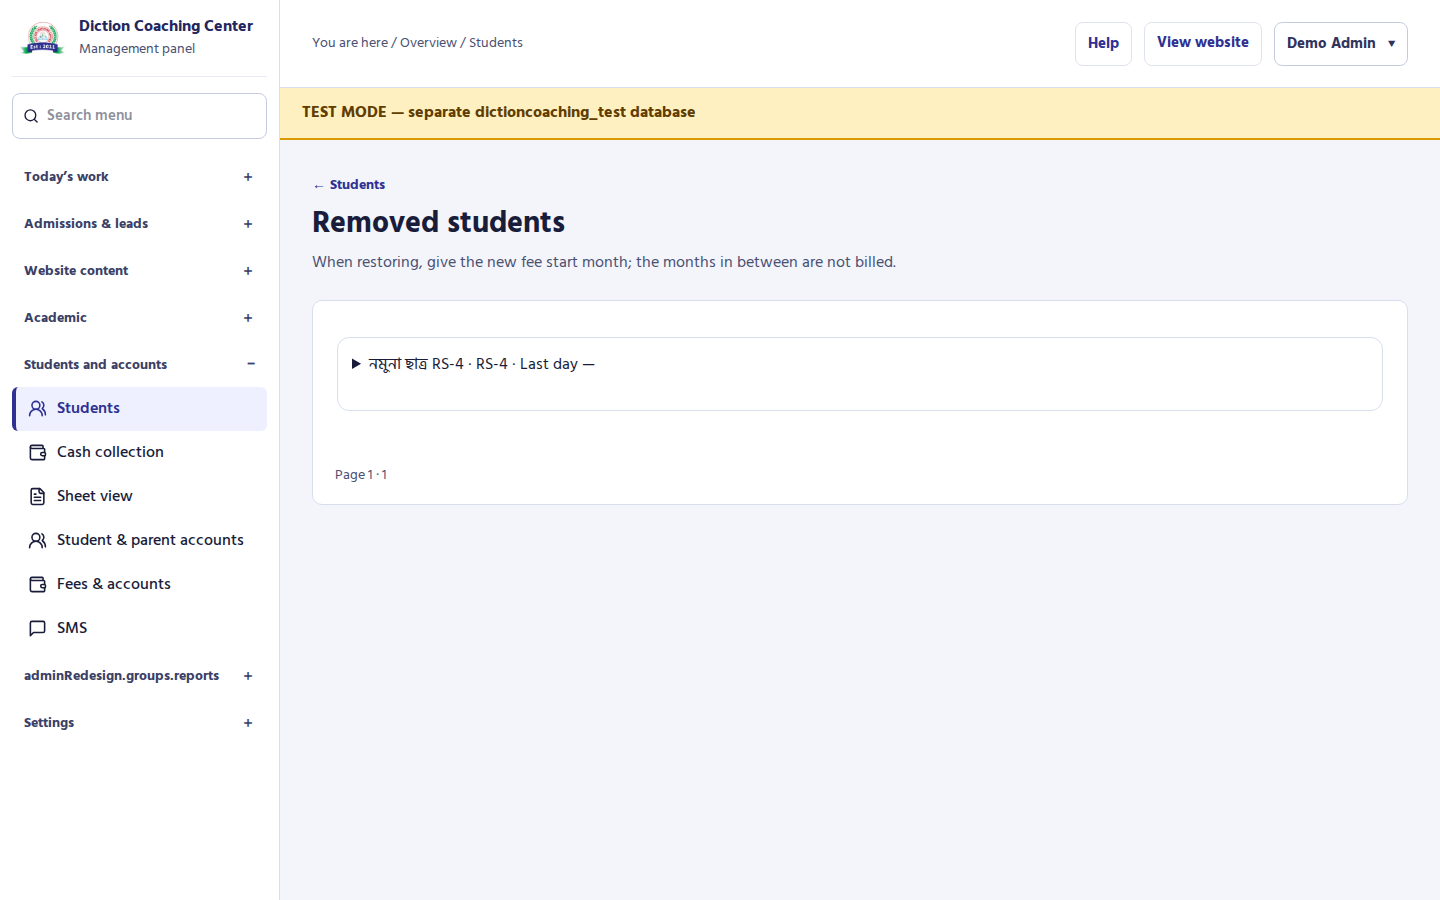 Diction Coaching Center
Management panel
Est : 2011
Search menu
Today’s work +
Admissions & leads +
Website content +
Academic +
Students and accounts −
Students
Cash collection
Sheet view
Student & parent accounts
Fees & accounts
SMS
adminRedesign.groups.reports +
Settings +
You are here / Overview / Students
Help
View website
Demo Admin ▾
TEST MODE — separate dictioncoaching_test database
← Students
Removed students
When restoring, give the new fee start month; the months in between are not billed.
▶ নমুনা ছাত্র RS-4 · RS-4 · Last day —
Page 1 · 1